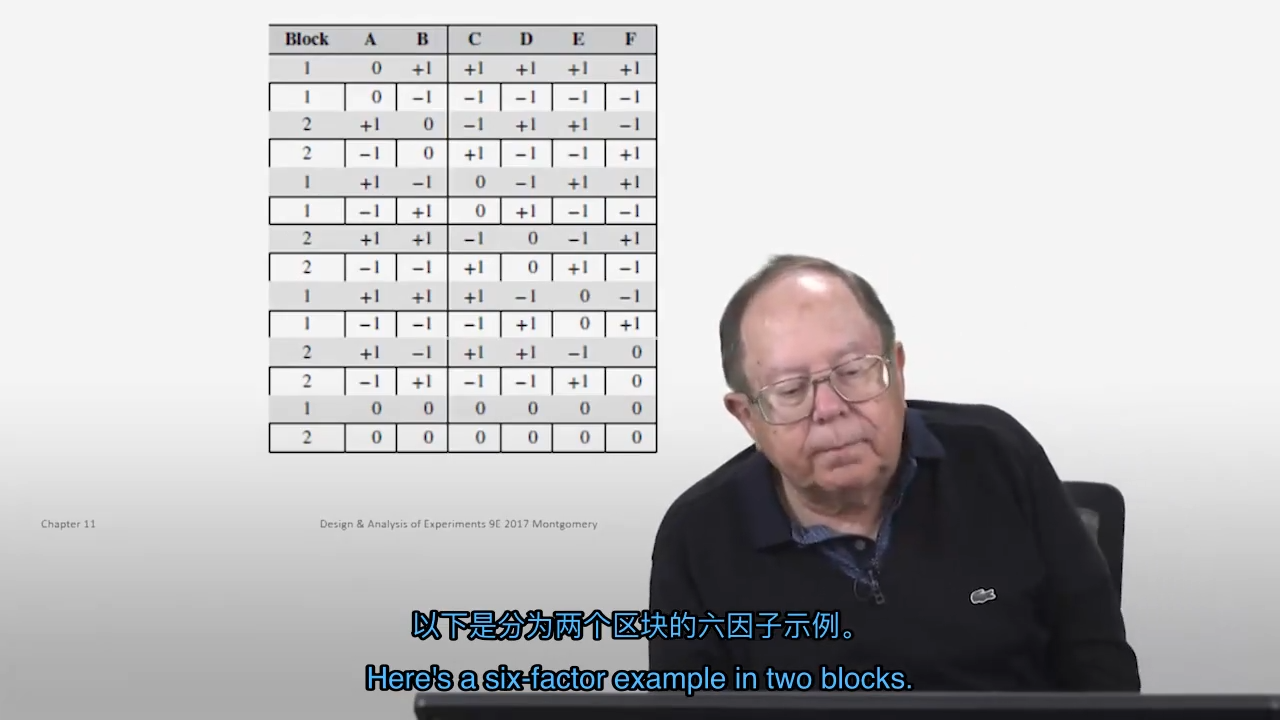 Block A B C D E F
1 0 +1 +1 +1 +1 +1
1 0 −1 −1 −1 −1 −1
2 +1 0 −1 +1 +1 −1
2 −1 0 +1 −1 −1 +1
1 +1 −1 0 −1 +1 +1
1 −1 +1 0 +1 −1 −1
2 +1 +1 −1 0 −1 +1
2 −1 −1 +1 0 +1 −1
1 +1 +1 +1 −1 0 −1
1 −1 −1 −1 +1 0 +1
2 +1 −1 +1 +1 −1 0
2 −1 +1 −1 −1 +1 0
1 0 0 0 0 0 0
2 0 0 0 0 0 0
Chapter 11
Design & Analysis of Experiments 9E 2017 Montgomery
以下是分为两个区块的六因子示例。
Here's a six-factor example in two blocks.